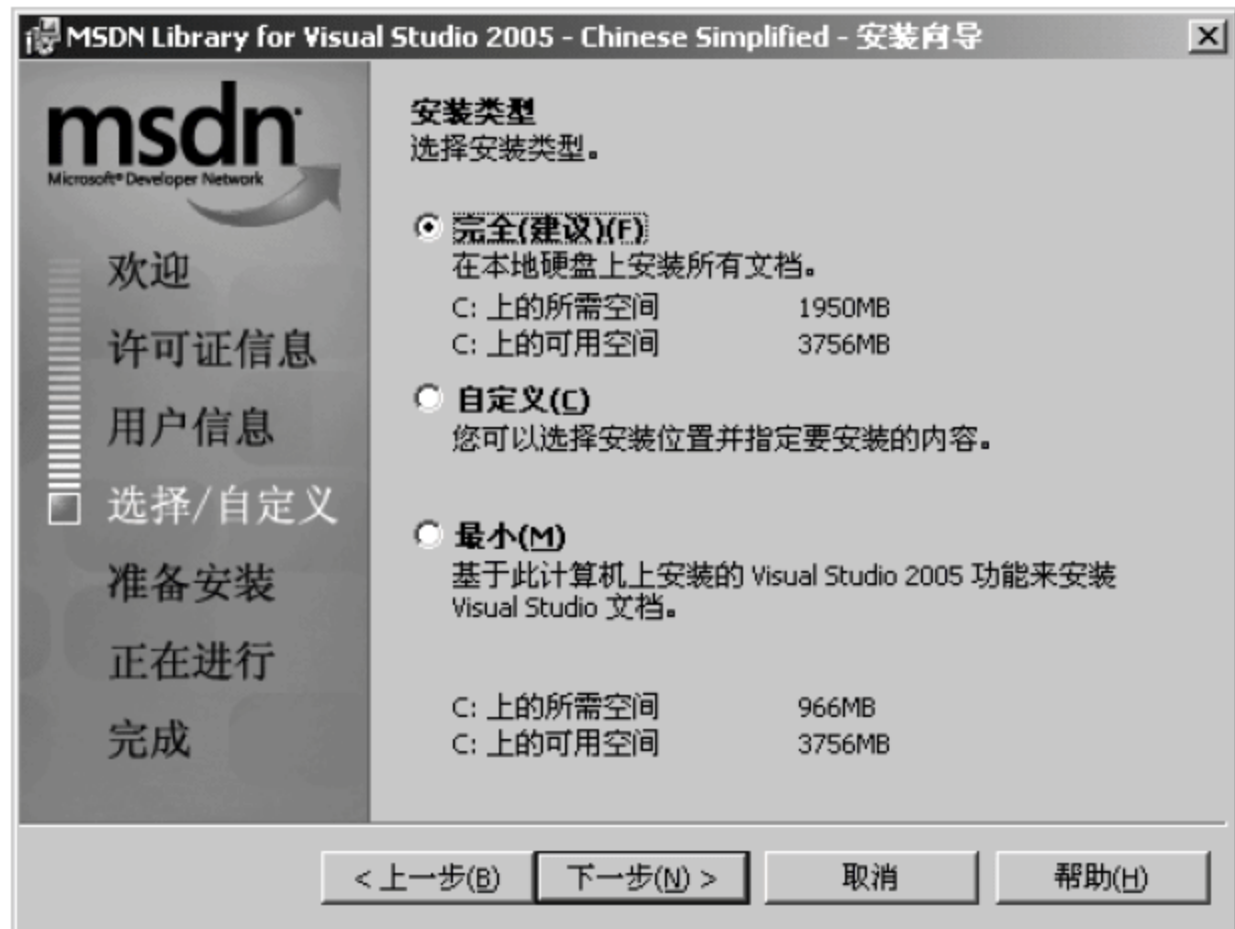 MSDN Library for Visual Studio 2005 - Chinese Simplified - 安装向导
msdn
Microsoft® Developer Network
欢迎
许可证信息
用户信息
选择/自定义
准备安装
正在进行
完成
安装类型
选择安装类型。
完全(建议)(F)
在本地硬盘上安装所有文档。
C: 上的所需空间 1950MB
C: 上的可用空间 3756MB
自定义(C)
您可以选择安装位置并指定要安装的内容。
最小(M)
基于此计算机上安装的 Visual Studio 2005 功能来安装
Visual Studio 文档。
C: 上的所需空间 966MB
C: 上的可用空间 3756MB
< 上一步(B) 下一步(N) > 取消 帮助(H)